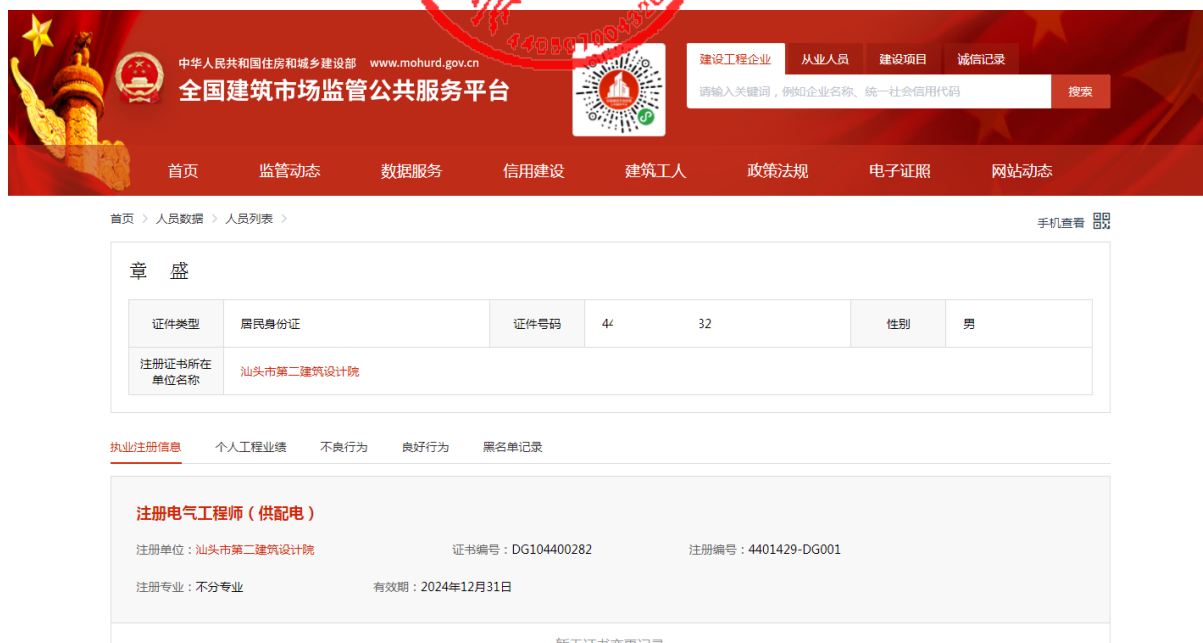 4408070043201
中华人民共和国住房和城乡建设部 www.mohurd.gov.cn
全国建筑市场监管公共服务平台
建设工程企业 从业人员 建设项目 诚信记录
请输入关键词，例如企业名称、统一社会信用代码 搜索
首页 监管动态 数据服务 信用建设 建筑工人 政策法规 电子证照 网站动态
首页 > 人员数据 > 人员列表 >
手机查看
章 盛
证件类型 居民身份证 证件号码 44 32 性别 男
注册证书所在
单位名称
汕头市第二建筑设计院
执业注册信息 个人工程业绩 不良行为 良好行为 黑名单记录
注册电气工程师（供配电）
注册单位：汕头市第二建筑设计院 证书编号：DG104400282 注册编号：4401429-DG001
注册专业：不分专业 有效期：2024年12月31日
暂无证书变更记录